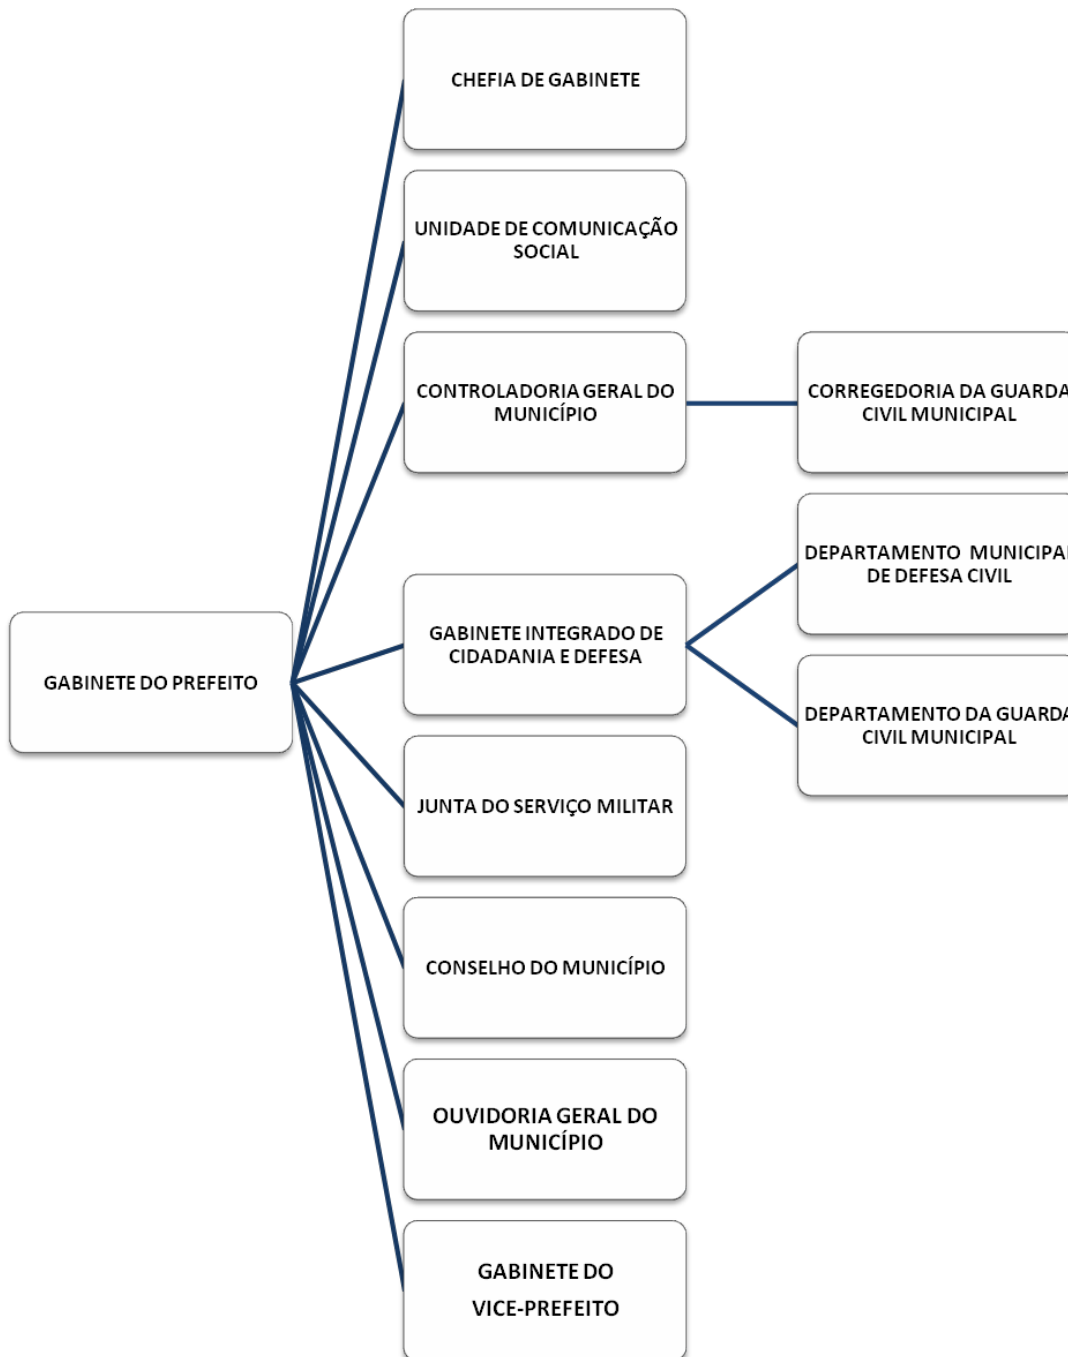 CHEFIA DE GABINETE
UNIDADE DE COMUNICAÇÃO
SOCIAL
CONTROLADORIA GERAL DO
MUNICÍPIO
CORREGEDORIA DA GUARDA
CIVIL MUNICIPAL
DEPARTAMENTO MUNICIPAL
DE DEFESA CIVIL
GABINETE INTEGRADO DE
CIDADANIA E DEFESA
GABINETE DO PREFEITO
DEPARTAMENTO DA GUARDA
CIVIL MUNICIPAL
JUNTA DO SERVIÇO MILITAR
CONSELHO DO MUNICÍPIO
OUVIDORIA GERAL DO
MUNICÍPIO
GABINETE DO
VICE-PREFEITO